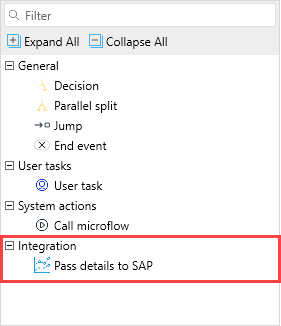 Filter
Expand All Collapse All
General
Decision
Parallel split
Jump
End event
User tasks
User task
System actions
Call microflow
Integration
Pass details to SAP